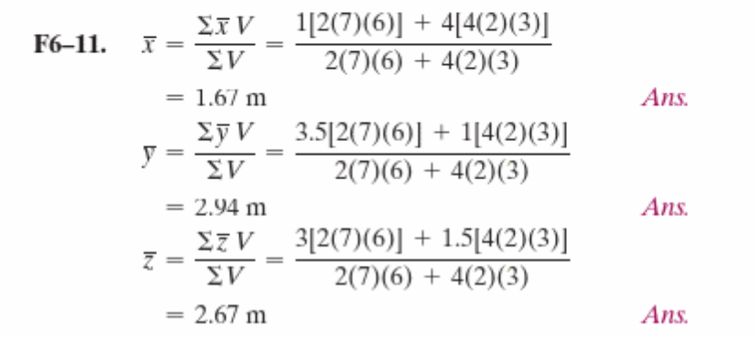 F6–11. x̄ = Σx̄ V / ΣV = 1[2(7)(6)] + 4[4(2)(3)] / 2(7)(6) + 4(2)(3)
= 1.67 m Ans.
ȳ = Σȳ V / ΣV = 3.5[2(7)(6)] + 1[4(2)(3)] / 2(7)(6) + 4(2)(3)
= 2.94 m Ans.
z̄ = Σz̄ V / ΣV = 3[2(7)(6)] + 1.5[4(2)(3)] / 2(7)(6) + 4(2)(3)
= 2.67 m Ans.